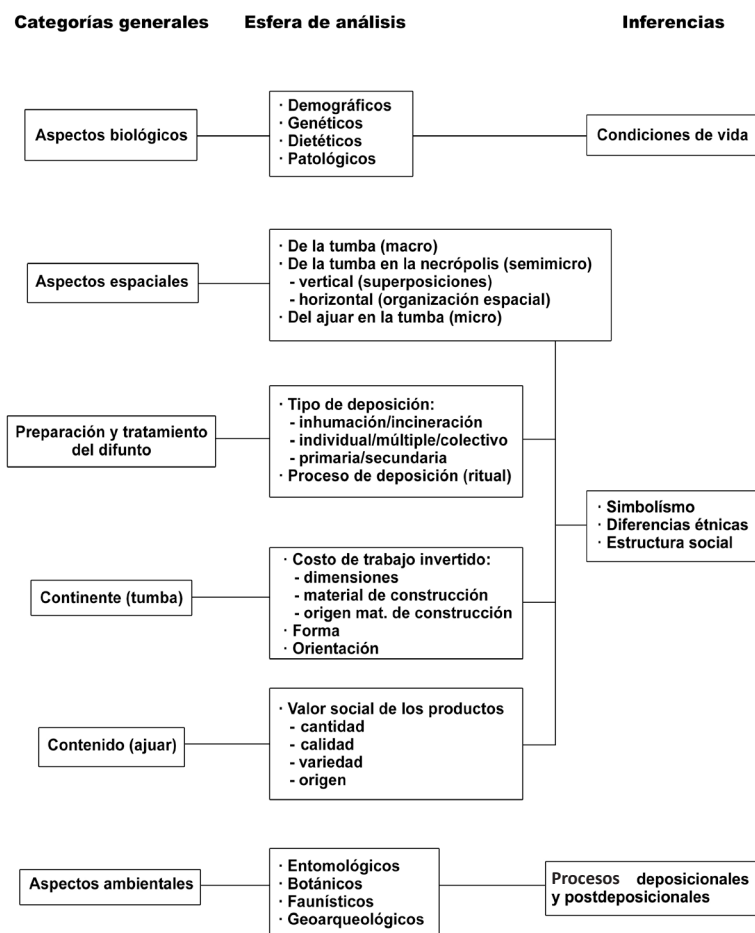 Categorías generales
Esfera de análisis
Inferencias
Aspectos biológicos
· Demográficos
· Genéticos
· Dietéticos
· Patológicos
Condiciones de vida
Aspectos espaciales
· De la tumba (macro)
· De la tumba en la necrópolis (semimicro)
- vertical (superposiciones)
- horizontal (organización espacial)
· Del ajuar en la tumba (micro)
Preparación y tratamiento
del difunto
· Tipo de deposición:
- inhumación/incineración
- individual/múltiple/colectivo
- primaria/secundaria
· Proceso de deposición (ritual)
· Simbolísmo
· Diferencias étnicas
· Estructura social
Continente (tumba)
· Costo de trabajo invertido:
- dimensiones
- material de construcción
- origen mat. de construcción
· Forma
· Orientación
Contenido (ajuar)
· Valor social de los productos
- cantidad
- calidad
- variedad
- origen
Aspectos ambientales
· Entomológicos
· Botánicos
· Faunísticos
· Geoarqueológicos
Procesos deposicionales
y postdeposicionales